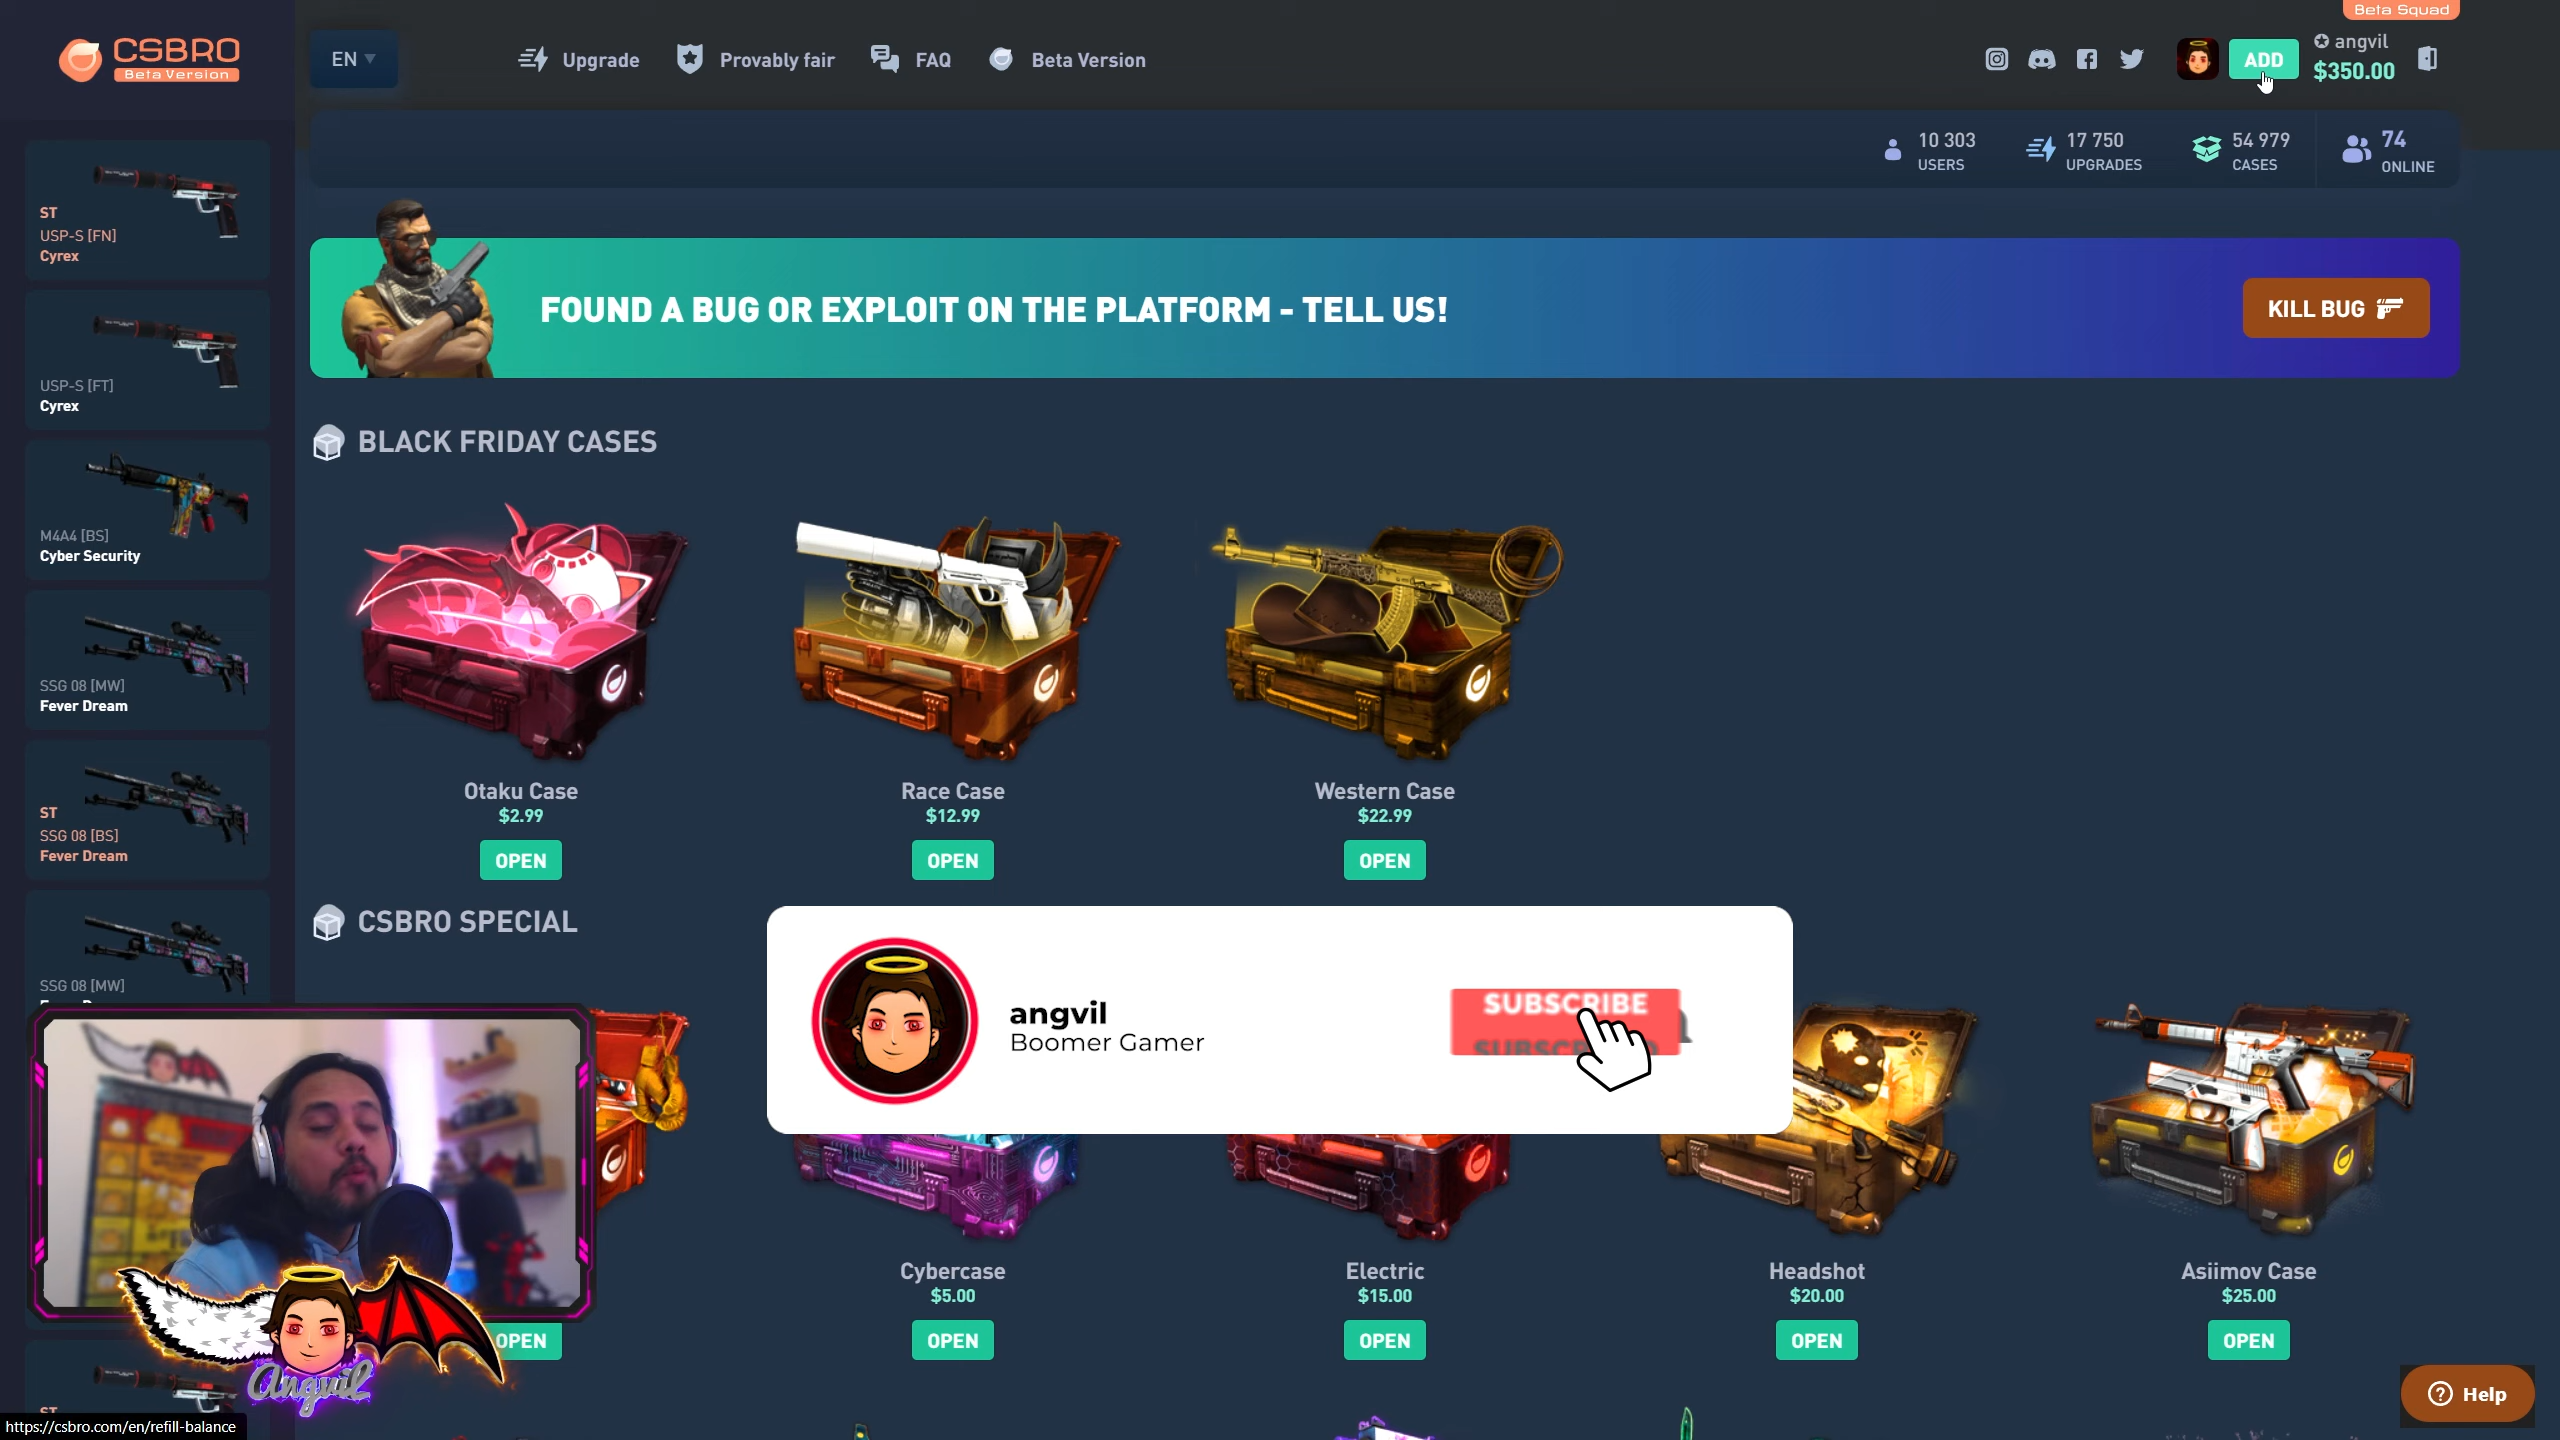 Beta Squad
CSBRO
Beta Version
EN
Upgrade
Provably fair
FAQ
Beta Version
ADD
angvil
$350.00
10 303
USERS
17 750
UPGRADES
54 979
CASES
74
ONLINE
ST
USP-S [FN]
Cyrex
USP-S [FT]
Cyrex
M4A4 [BS]
Cyber Security
SSG 08 [MW]
Fever Dream
ST
SSG 08 [BS]
Fever Dream
SSG 08 [MW]
FOUND A BUG OR EXPLOIT ON THE PLATFORM - TELL US!
KILL BUG
BLACK FRIDAY CASES
Otaku Case
$2.99
OPEN
Race Case
$12.99
OPEN
Western Case
$22.99
OPEN
CSBRO SPECIAL
angvil
Boomer Gamer
SUBSCRIBE
OPEN
Cybercase
$5.00
OPEN
Electric
$15.00
OPEN
Headshot
$20.00
OPEN
Asiimov Case
$25.00
OPEN
Angvil
Help
https://csbro.com/en/refill-balance